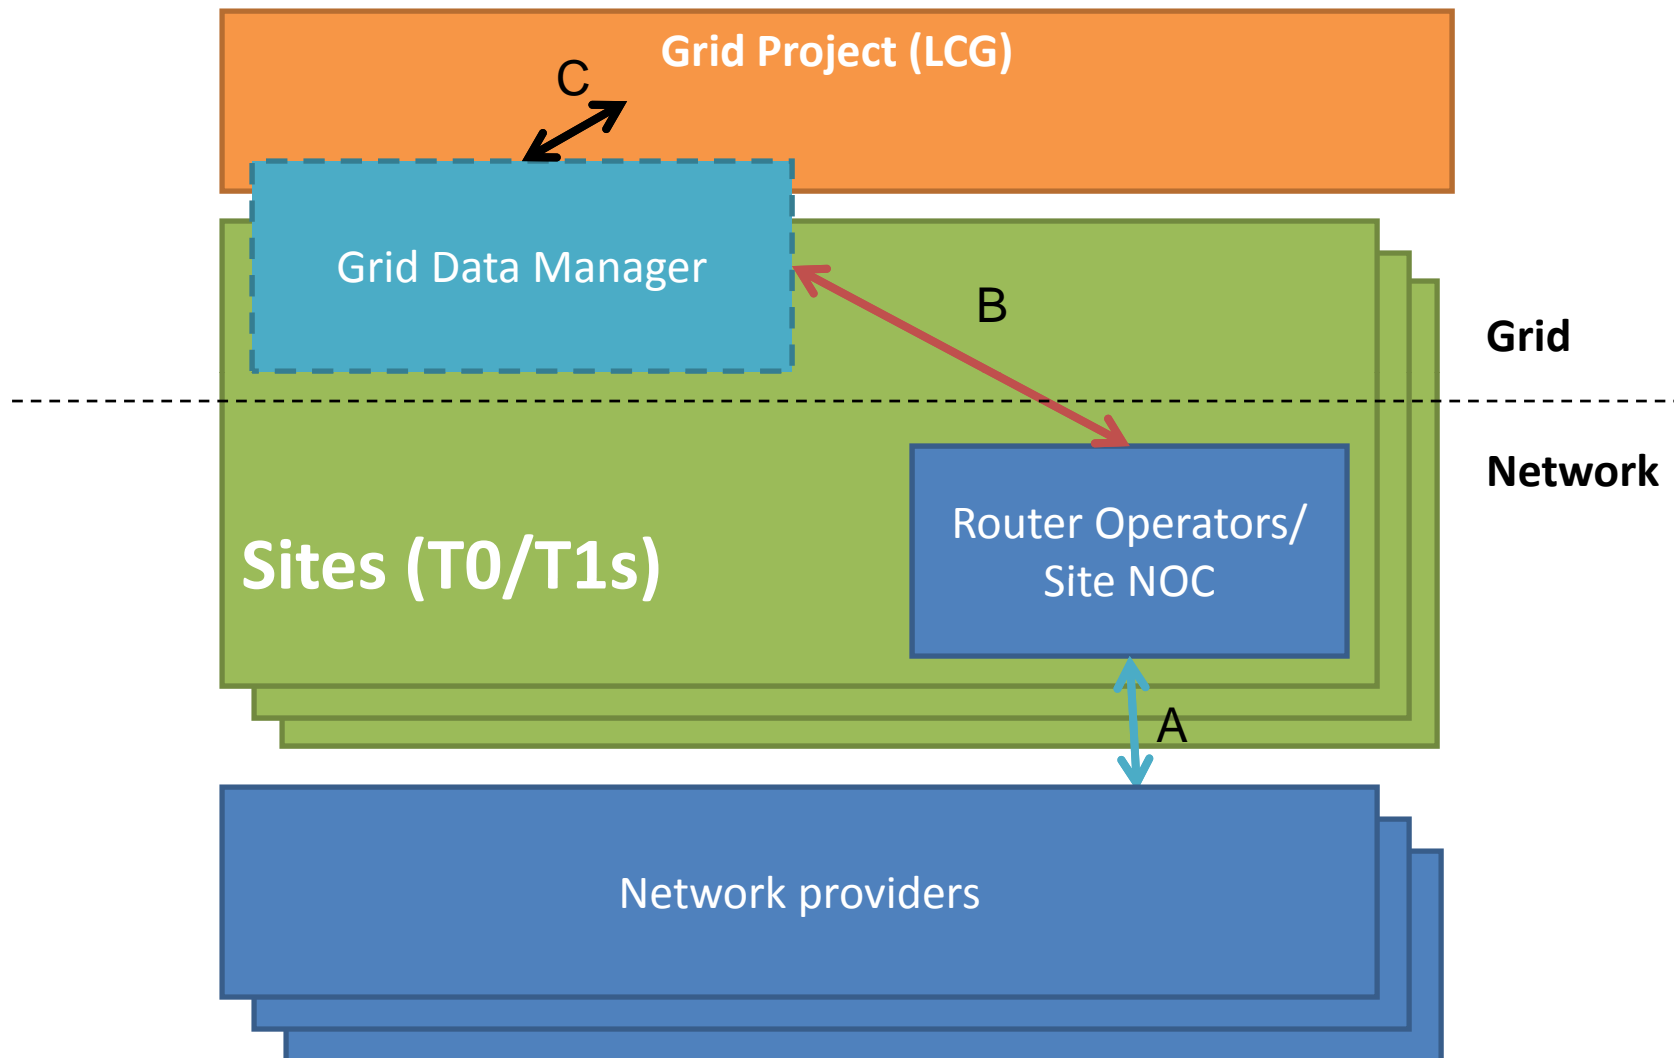 Grid Project (LCG)
C
Grid Data Manager
B
Grid
Network
Router Operators/
Site NOC
Sites (T0/T1s)
A
Network providers